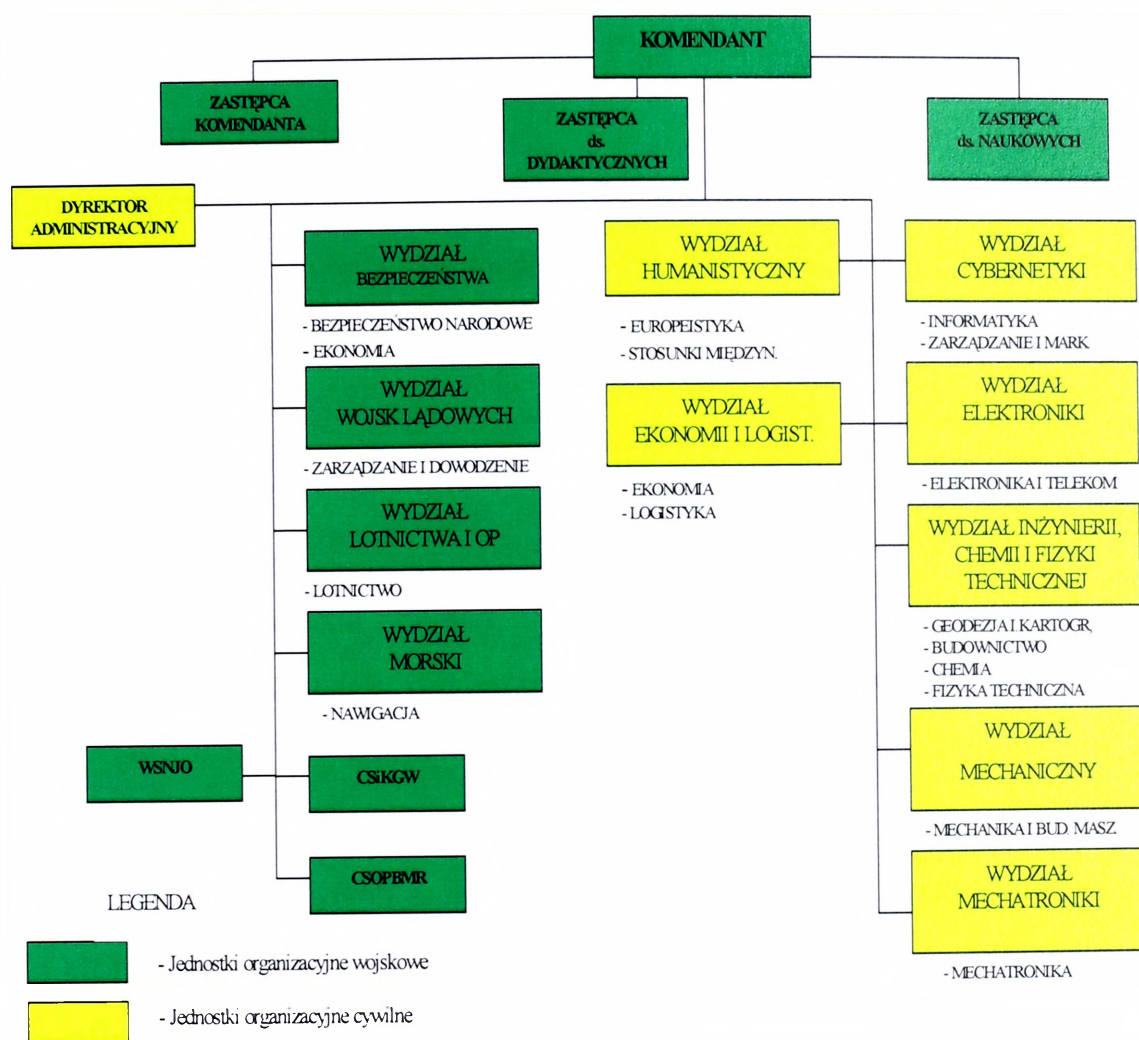 KOMENDANT
ZASTĘPCA
KOMENDANTA
ZASTĘPCA
ds.
DYDAKTYCZNYCH
ZASTĘPCA
ds. NAUKOWYCH
DYREKTOR
ADMINISTRACYJNY
WYDZIAŁ
BEZPIECZEŃSTWA
- BEZPIECZEŃSTWO NARODOWE
- EKONOMIA
WYDZIAŁ
WOJSK LĄDOWYCH
- ZARZĄDZANIE I DOWODZENIE
WYDZIAŁ
LOTNICTWA I OP
- LOTNICTWO
WYDZIAŁ
MORSKI
- NAWIGACJA
WSNJO
CSiKGW
CSOPBMR
WYDZIAŁ
HUMANISTYCZNY
- EUROPEISTYKA
- STOSUNKI MIĘDZYN.
WYDZIAŁ
EKONOMII I LOGIST.
- EKONOMIA
- LOGISTYKA
WYDZIAŁ
CYBERNETYKI
- INFORMATYKA
- ZARZĄDZANIE I MARK
WYDZIAŁ
ELEKTRONIKI
- ELEKTRONIKA I TELEKOM
WYDZIAŁ INŻYNIERII,
CHEMII I FIZYKI
TECHNICZNEJ
- GEODEZJA I KARTOGR,
- BUDOWNICTWO
- CHEMIA
- FIZYKA TECHNICZNA
WYDZIAŁ
MECHANICZNY
- MECHANIKA I BUD. MASZ
WYDZIAŁ
MECHATRONIKI
- MECHATRONIKA
LEGENDA
- Jednostki organizacyjne wojskowe
- Jednostki organizacyjne cywilne